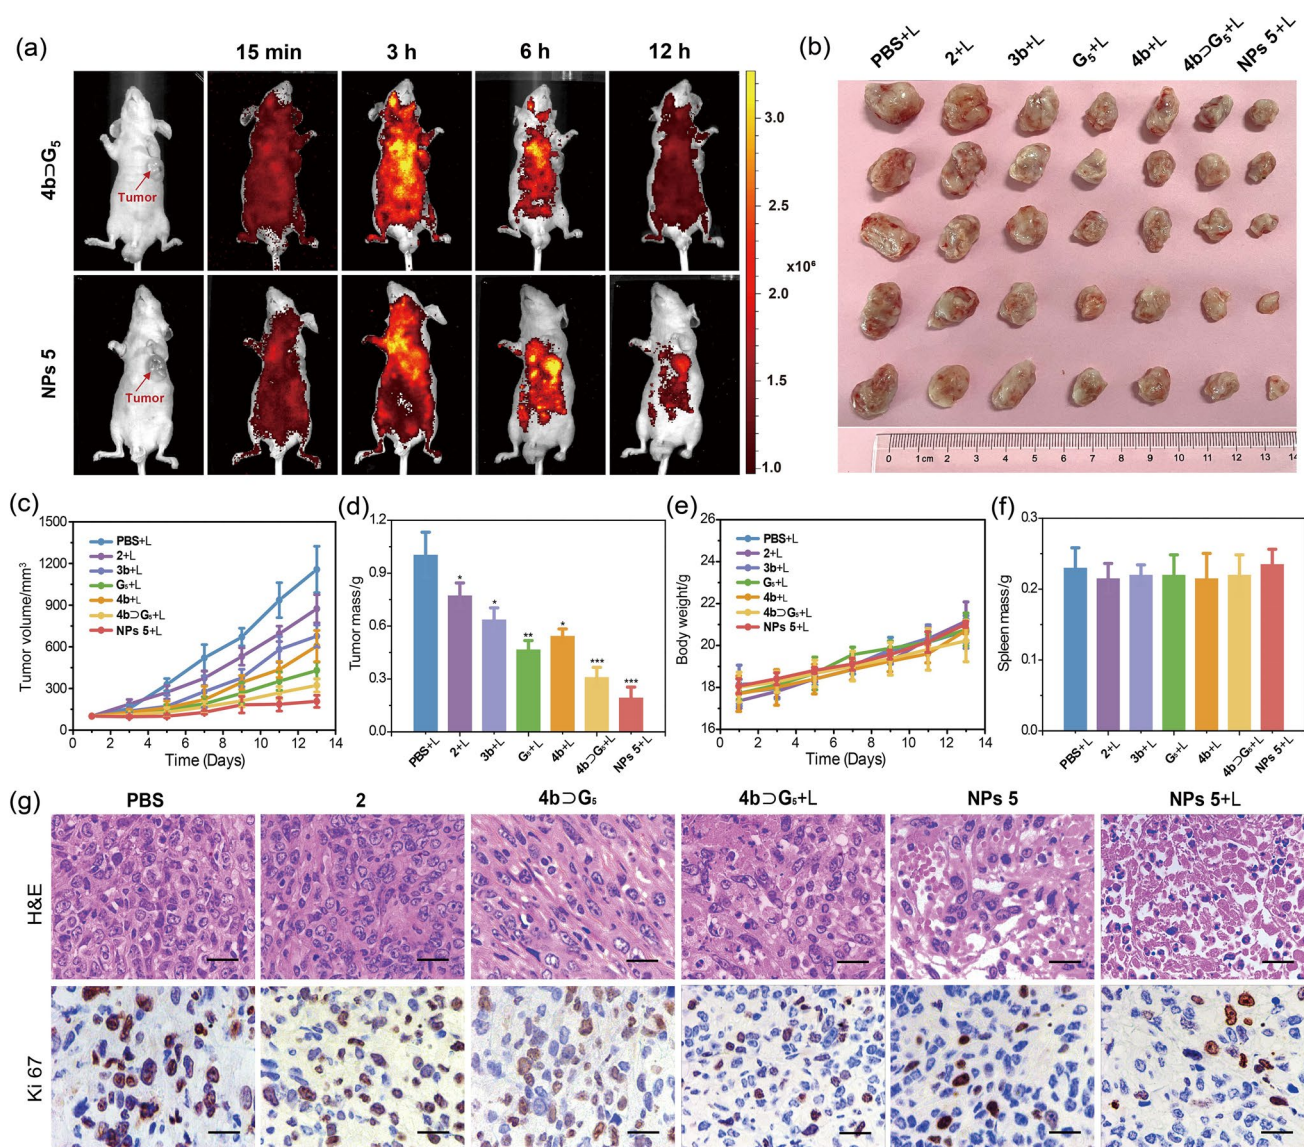 (a)
15 min 3 h 6 h 12 h
4b⊃G₅
Tumor
NPs 5
Tumor
3.0
2.5
x10⁶
2.0
1.5
1.0
(b)
PBS+L 2+L 3b+L G₅+L 4b+L 4b⊃G₅+L NPs 5+L
0 1cm 2 3 4 5 6 7 8 9 10 11 12 13 14
(c)
Tumor volume/mm³
1500
1200
900
600
300
0
PBS+L
2+L
3b+L
G₅+L
4b+L
4b⊃G₅+L
NPs 5+L
0 2 4 6 8 10 12 14
Time (Days)
(d)
Tumor mass/g
1.2
0.9
0.6
0.3
0.0
* * ** * *** ***
PBS+L 2+L 3b+L G₅+L 4b+L 4b⊃G₅+L NPs 5+L
(e)
Body weight/g
26
24
22
20
18
16
PBS+L
2+L
3b+L
G₅+L
4b+L
4b⊃G₅+L
NPs 5+L
0 2 4 6 8 10 12 14
Time (Days)
(f)
Spleen mass/g
0.3
0.2
0.1
0.0
PBS+L 2+L 3b+L G₅+L 4b+L 4b⊃G₅+L NPs 5+L
(g)
PBS 2 4b⊃G₅ 4b⊃G₅+L NPs 5 NPs 5+L
H&E
Ki 67